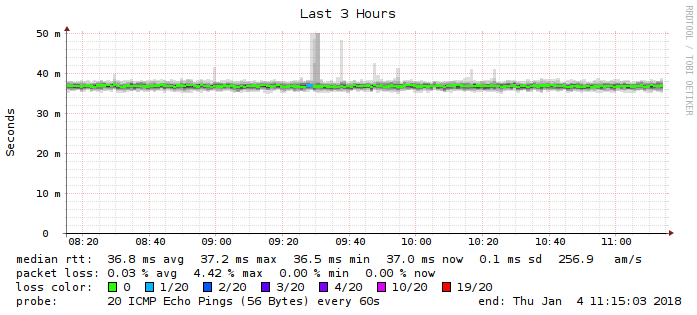 Last 3 Hours
RRDTOOL / TOBI OETIKER
Seconds
50 m
40 m
30 m
20 m
10 m
0
08:20 08:40 09:00 09:20 09:40 10:00 10:20 10:40 11:00
median rtt: 36.8 ms avg 37.2 ms max 36.5 ms min 37.0 ms now 0.1 ms sd 256.9 am/s
packet loss: 0.03 % avg 4.42 % max 0.00 % min 0.00 % now
loss color: 0 1/20 2/20 3/20 4/20 10/20 19/20
probe: 20 ICMP Echo Pings (56 Bytes) every 60s end: Thu Jan 4 11:15:03 2018